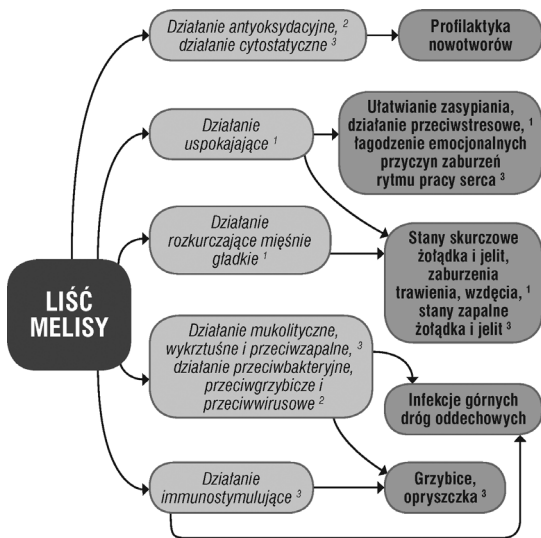 Działanie antyoksydacyjne, ²
działanie cytostatyczne ³
Profilaktyka
nowotworów
Działanie
uspokajające ¹
Ułatwianie zasypiania,
działanie przeciwstresowe, ¹
łagodzenie emocjonalnych
przyczyn zaburzeń
rytmu pracy serca ³
Działanie
rozkurczające mięśnie
gładkie ¹
Stany skurczowe
żołądka i jelit,
zaburzenia
trawienia, wzdęcia, ¹
stany zapalne
żołądka i jelit ³
LIŚĆ
MELISY
Działanie mukolityczne,
wykrztuśne i przeciwzapalne, ³
działanie przeciwbakteryjne,
przeciwgrzybicze i
przeciwwirusowe ²
Infekcje górnych
dróg oddechowych
Działanie
immunostymulujące ³
Grzybice,
opryszczka ³